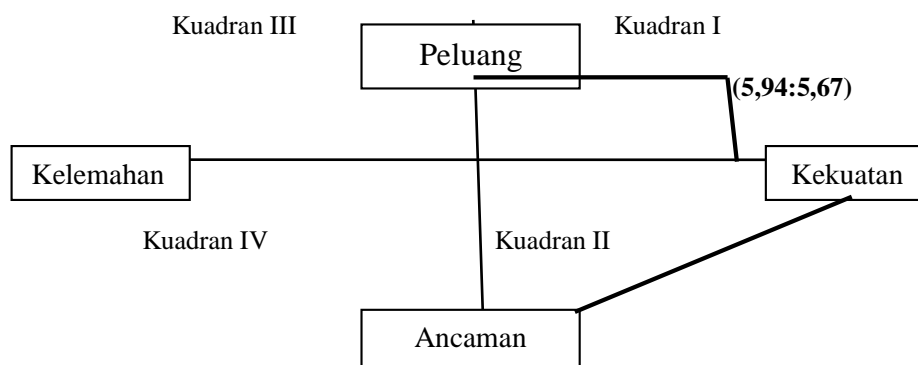 Kuadran III
Kuadran I
Peluang
(5,94:5,67)
Kelemahan
Kekuatan
Kuadran IV
Kuadran II
Ancaman